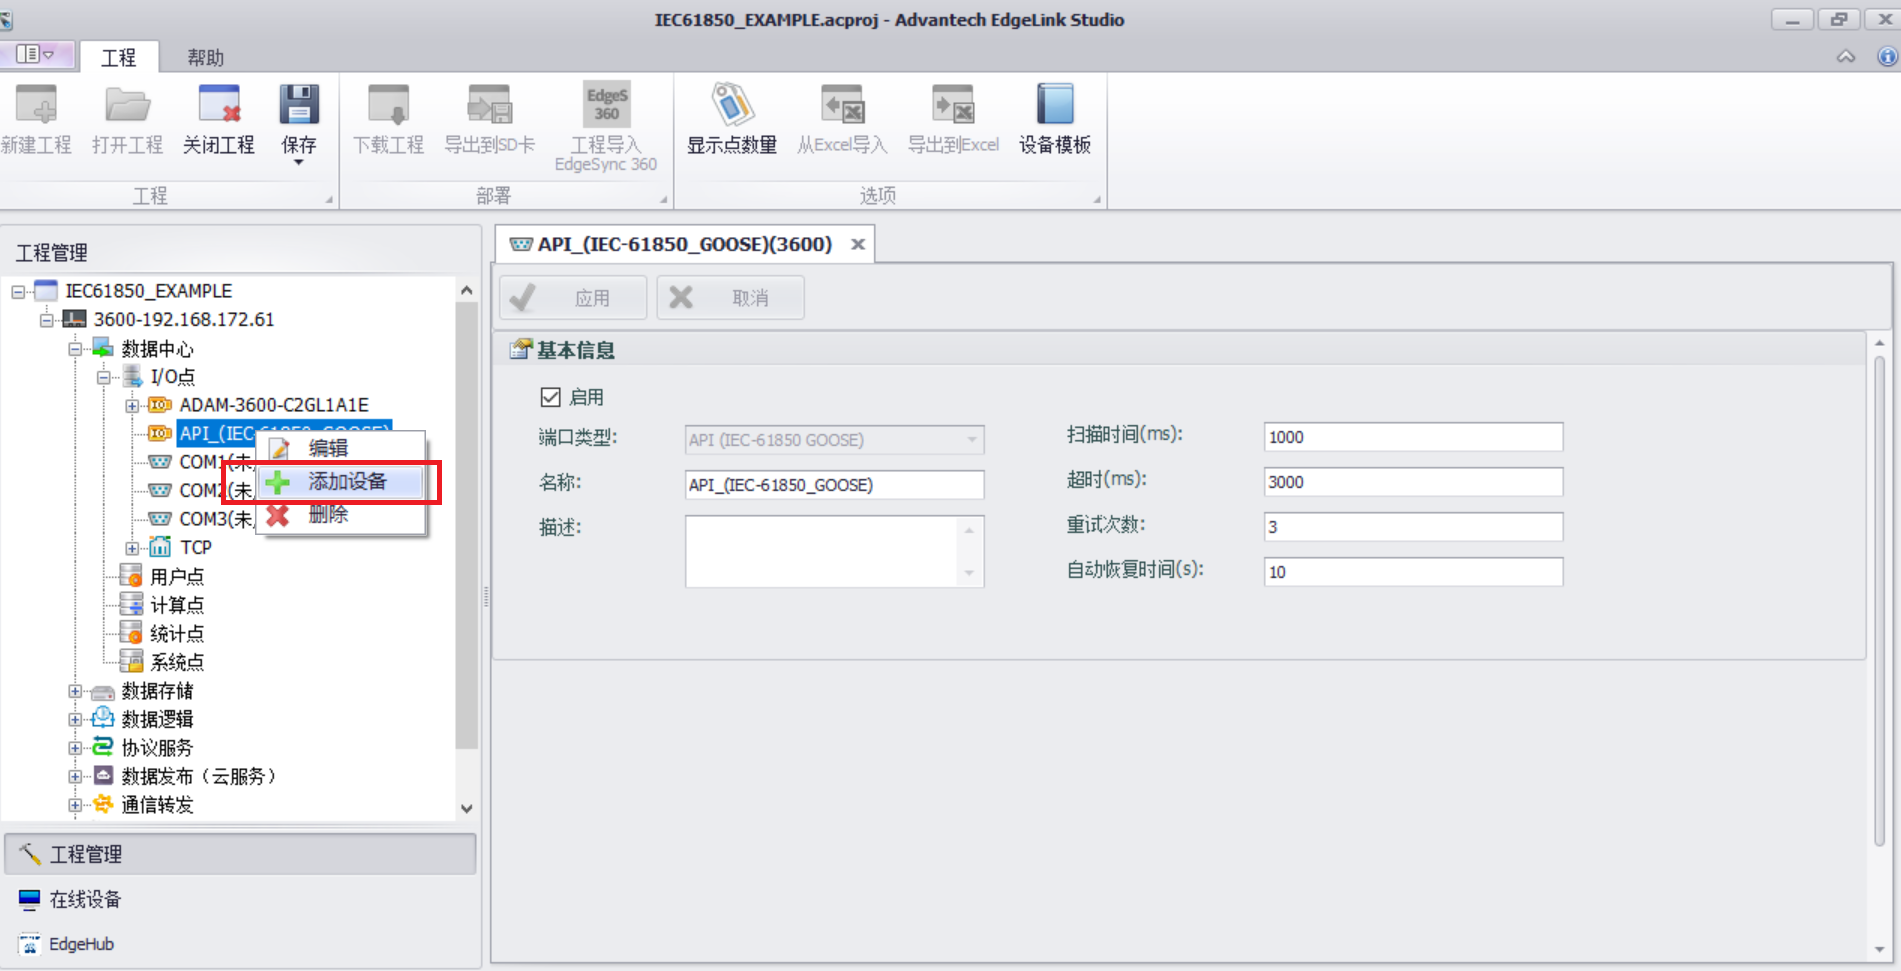 IEC61850_EXAMPLE.acproj - Advantech EdgeLink Studio
工程
帮助
新建工程
打开工程
关闭工程
保存
下载工程
导出到SD卡
EdgeS
360
工程导入
EdgeSync 360
显示点数量
从Excel导入
导出到Excel
设备模板
工程
部署
选项
工程管理
IEC61850_EXAMPLE
3600-192.168.172.61
数据中心
I/O点
ADAM-3600-C2GL1A1E
API_(IEC-61850_GOOSE)
COM1(未
COM2(未
COM3(未
TCP
用户点
计算点
统计点
系统点
数据存储
数据逻辑
协议服务
数据发布（云服务）
通信转发
编辑
添加设备
删除
工程管理
在线设备
EdgeHub
API_(IEC-61850_GOOSE)(3600)
应用
取消
基本信息
启用
端口类型:
API (IEC-61850 GOOSE)
名称:
API_(IEC-61850_GOOSE)
描述:
扫描时间(ms):
1000
超时(ms):
3000
重试次数:
3
自动恢复时间(s):
10